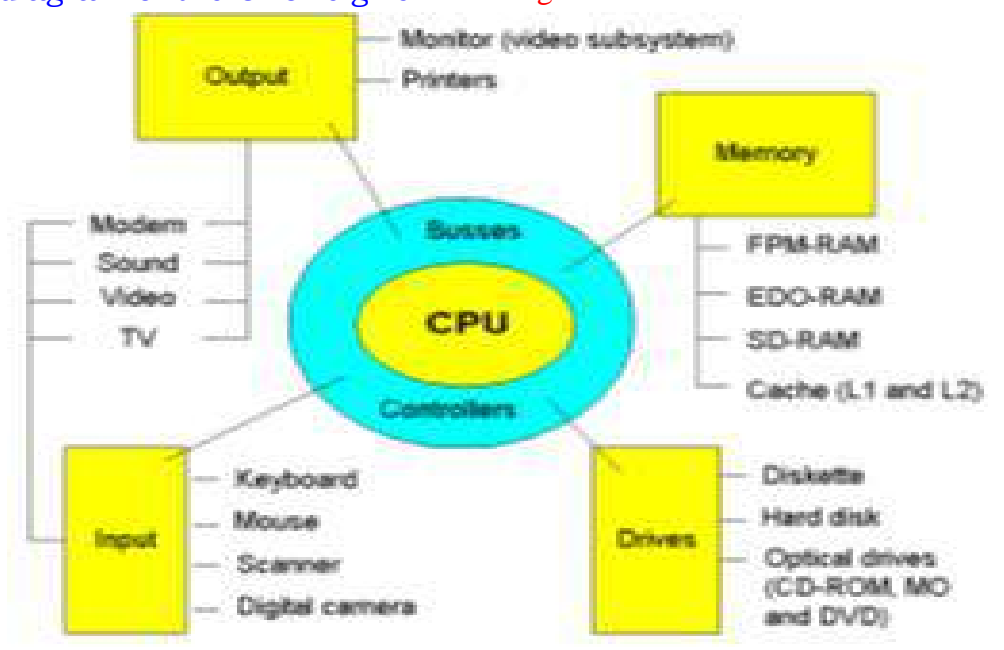 Output
Monitor (video subsystem)
Printers
Memory
Modem
Sound
Video
TV
Busses
CPU
Controllers
FPM-RAM
EDO-RAM
SD-RAM
Cache (L1 and L2)
Input
Keyboard
Mouse
Scanner
Digital camera
Drives
Diskette
Hard disk
Optical drives
(CD-ROM, MO
and DVD)